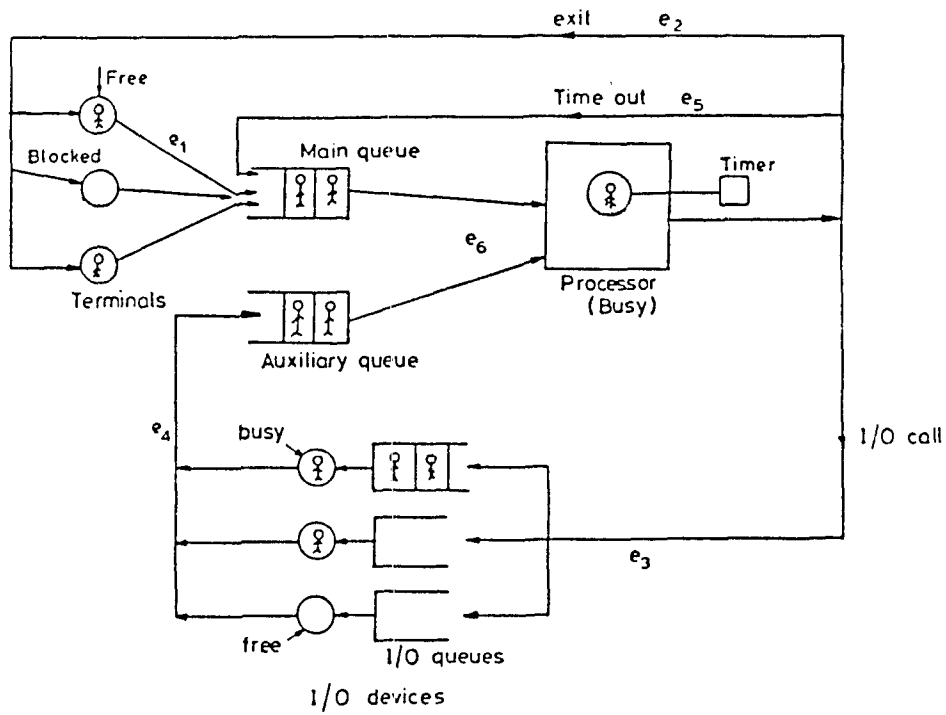 exit e2
Free
Time out e5
e1
Main queue
Blocked
Timer
e6
Terminals
Processor
(Busy)
Auxiliary queue
e4
busy
I/O call
e3
free
I/O queues
I/O devices